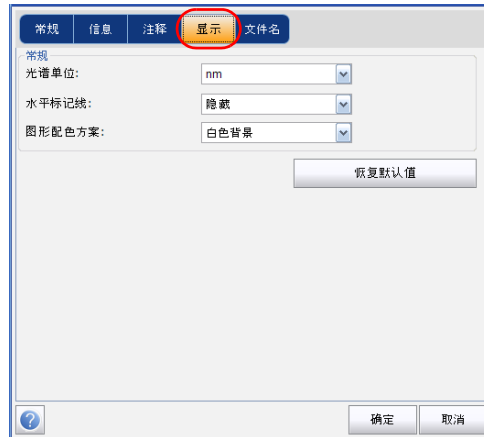 常规 信息 注释 显示 文件名
常规
光谱单位: nm
水平标记线: 隐藏
图形配色方案: 白色背景
恢复默认值
? 确定 取消